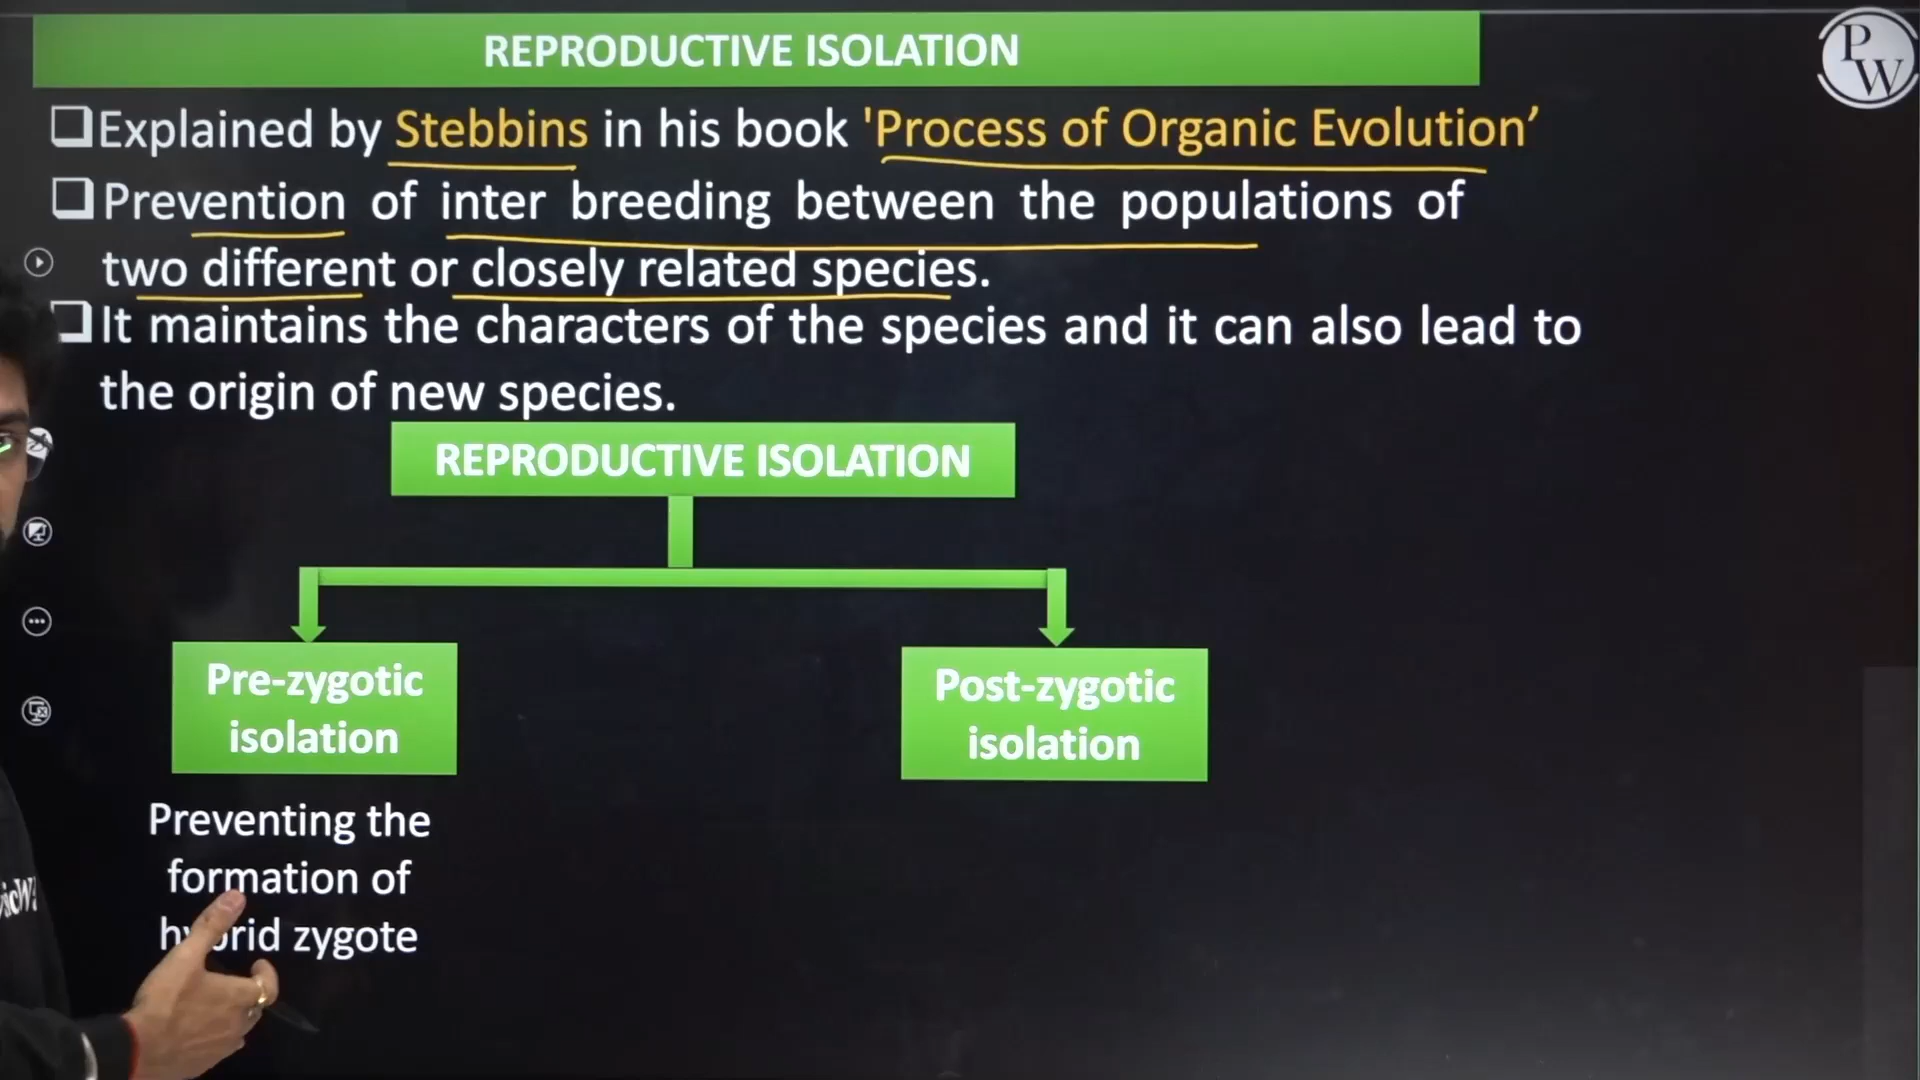 REPRODUCTIVE ISOLATION
PW
Explained by Stebbins in his book 'Process of Organic Evolution’
Prevention of inter breeding between the populations of
two different or closely related species.
It maintains the characters of the species and it can also lead to
the origin of new species.
REPRODUCTIVE ISOLATION
Pre-zygotic
isolation
Post-zygotic
isolation
Preventing the
formation of
hybrid zygote